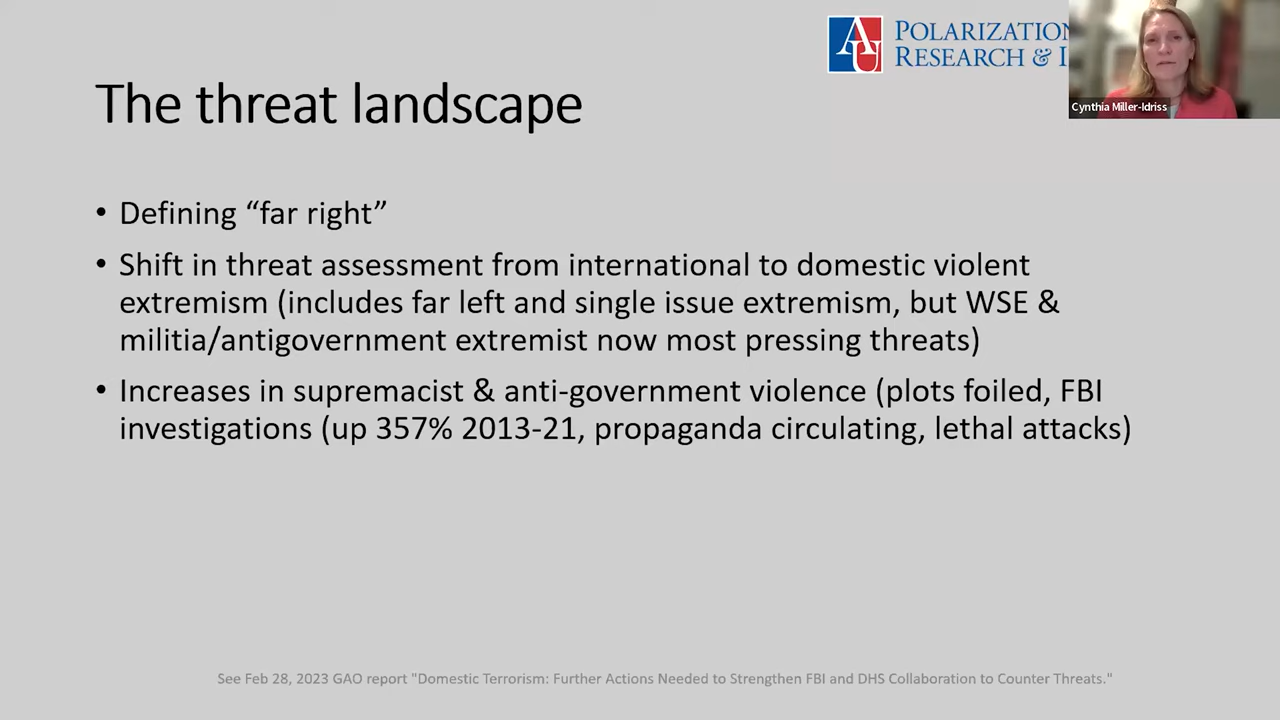 AU
POLARIZATION
RESEARCH &
Cynthia Miller-Idriss
The threat landscape
• Defining “far right”
• Shift in threat assessment from international to domestic violent
extremism (includes far left and single issue extremism, but WSE &
militia/antigovernment extremist now most pressing threats)
• Increases in supremacist & anti-government violence (plots foiled, FBI
investigations (up 357% 2013-21, propaganda circulating, lethal attacks)
See Feb 28, 2023 GAO report "Domestic Terrorism: Further Actions Needed to Strengthen FBI and DHS Collaboration to Counter Threats."